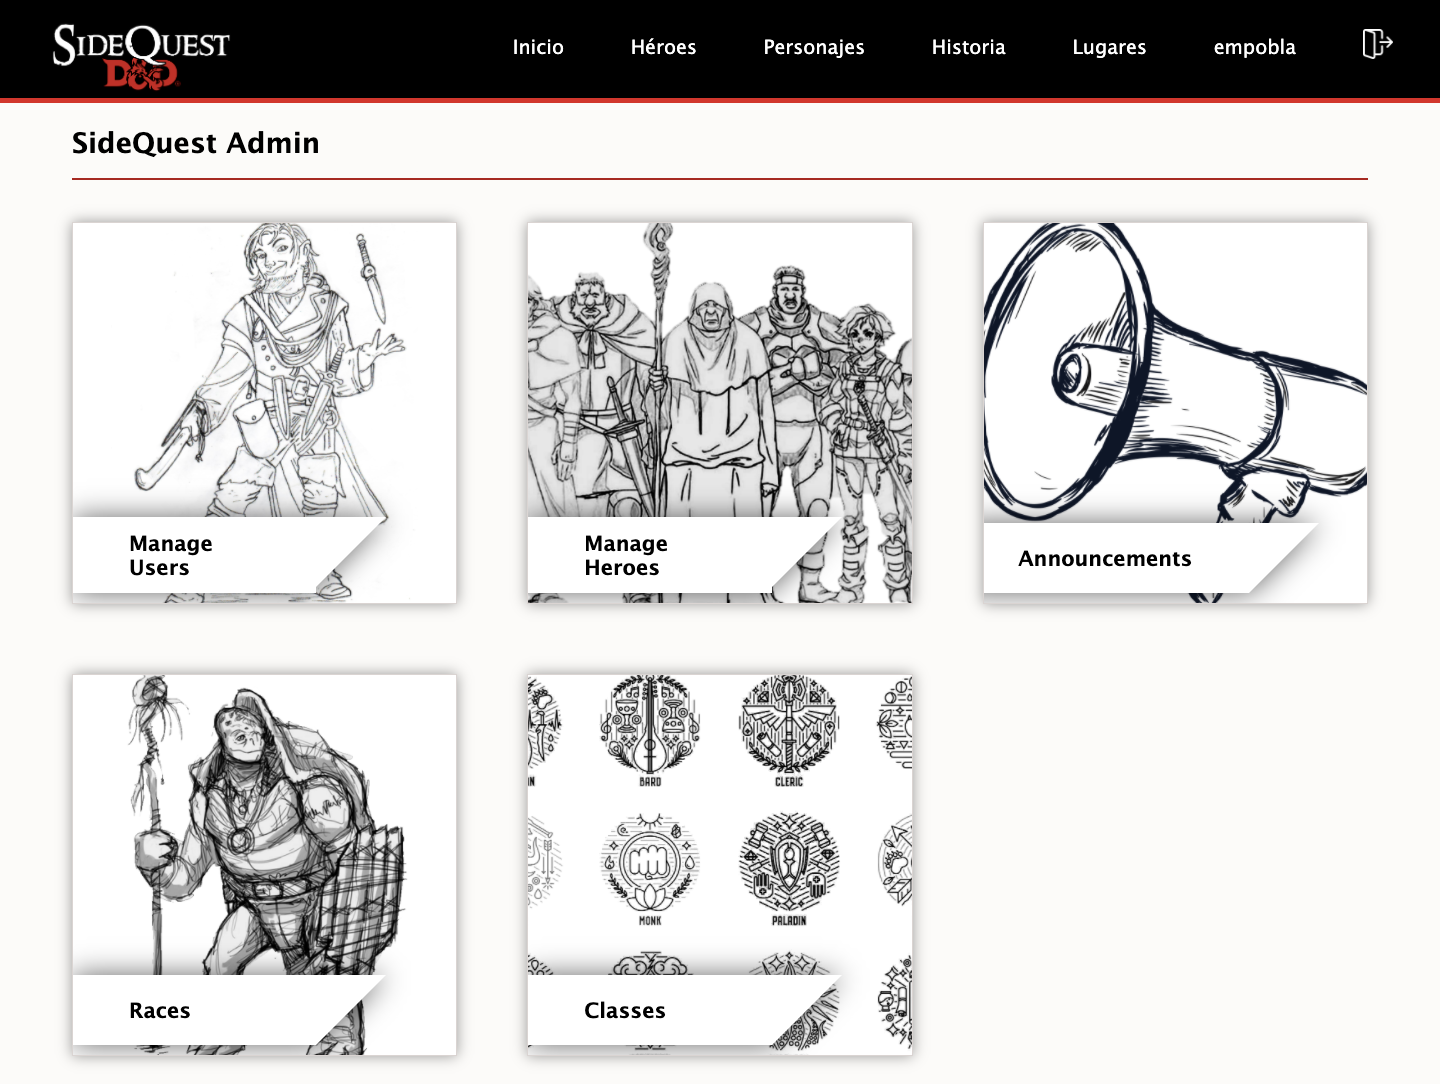 SIDEQUEST
D&D
Inicio
Héroes
Personajes
Historia
Lugares
empobla
SideQuest Admin
Manage
Users
Manage
Heroes
Announcements
Races
BARD
CLERIC
MONK
PALADIN
Classes